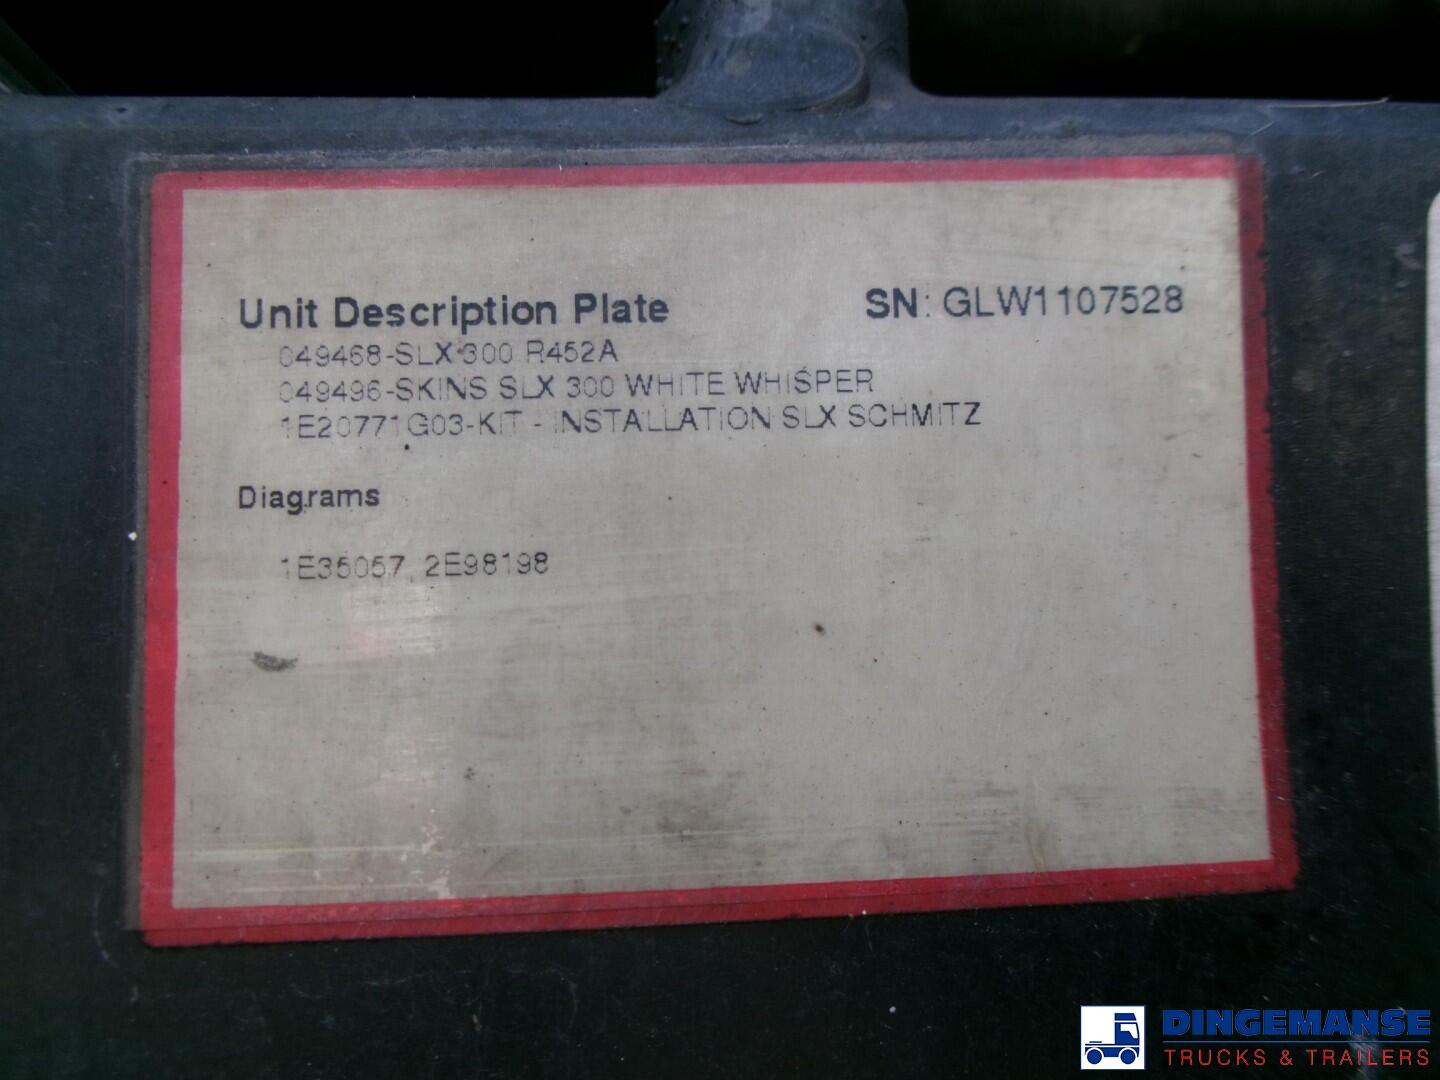 Unit Description Plate SN: GLW1107528
049468-SLX 300 R452A
049496-SKINS SLX 300 WHITE WHISPER
1E20771G03-KIT - INSTALLATION SLX SCHMITZ
Diagrams
1E35057, 2E98198
DINGEMANSE
TRUCKS & TRAILERS